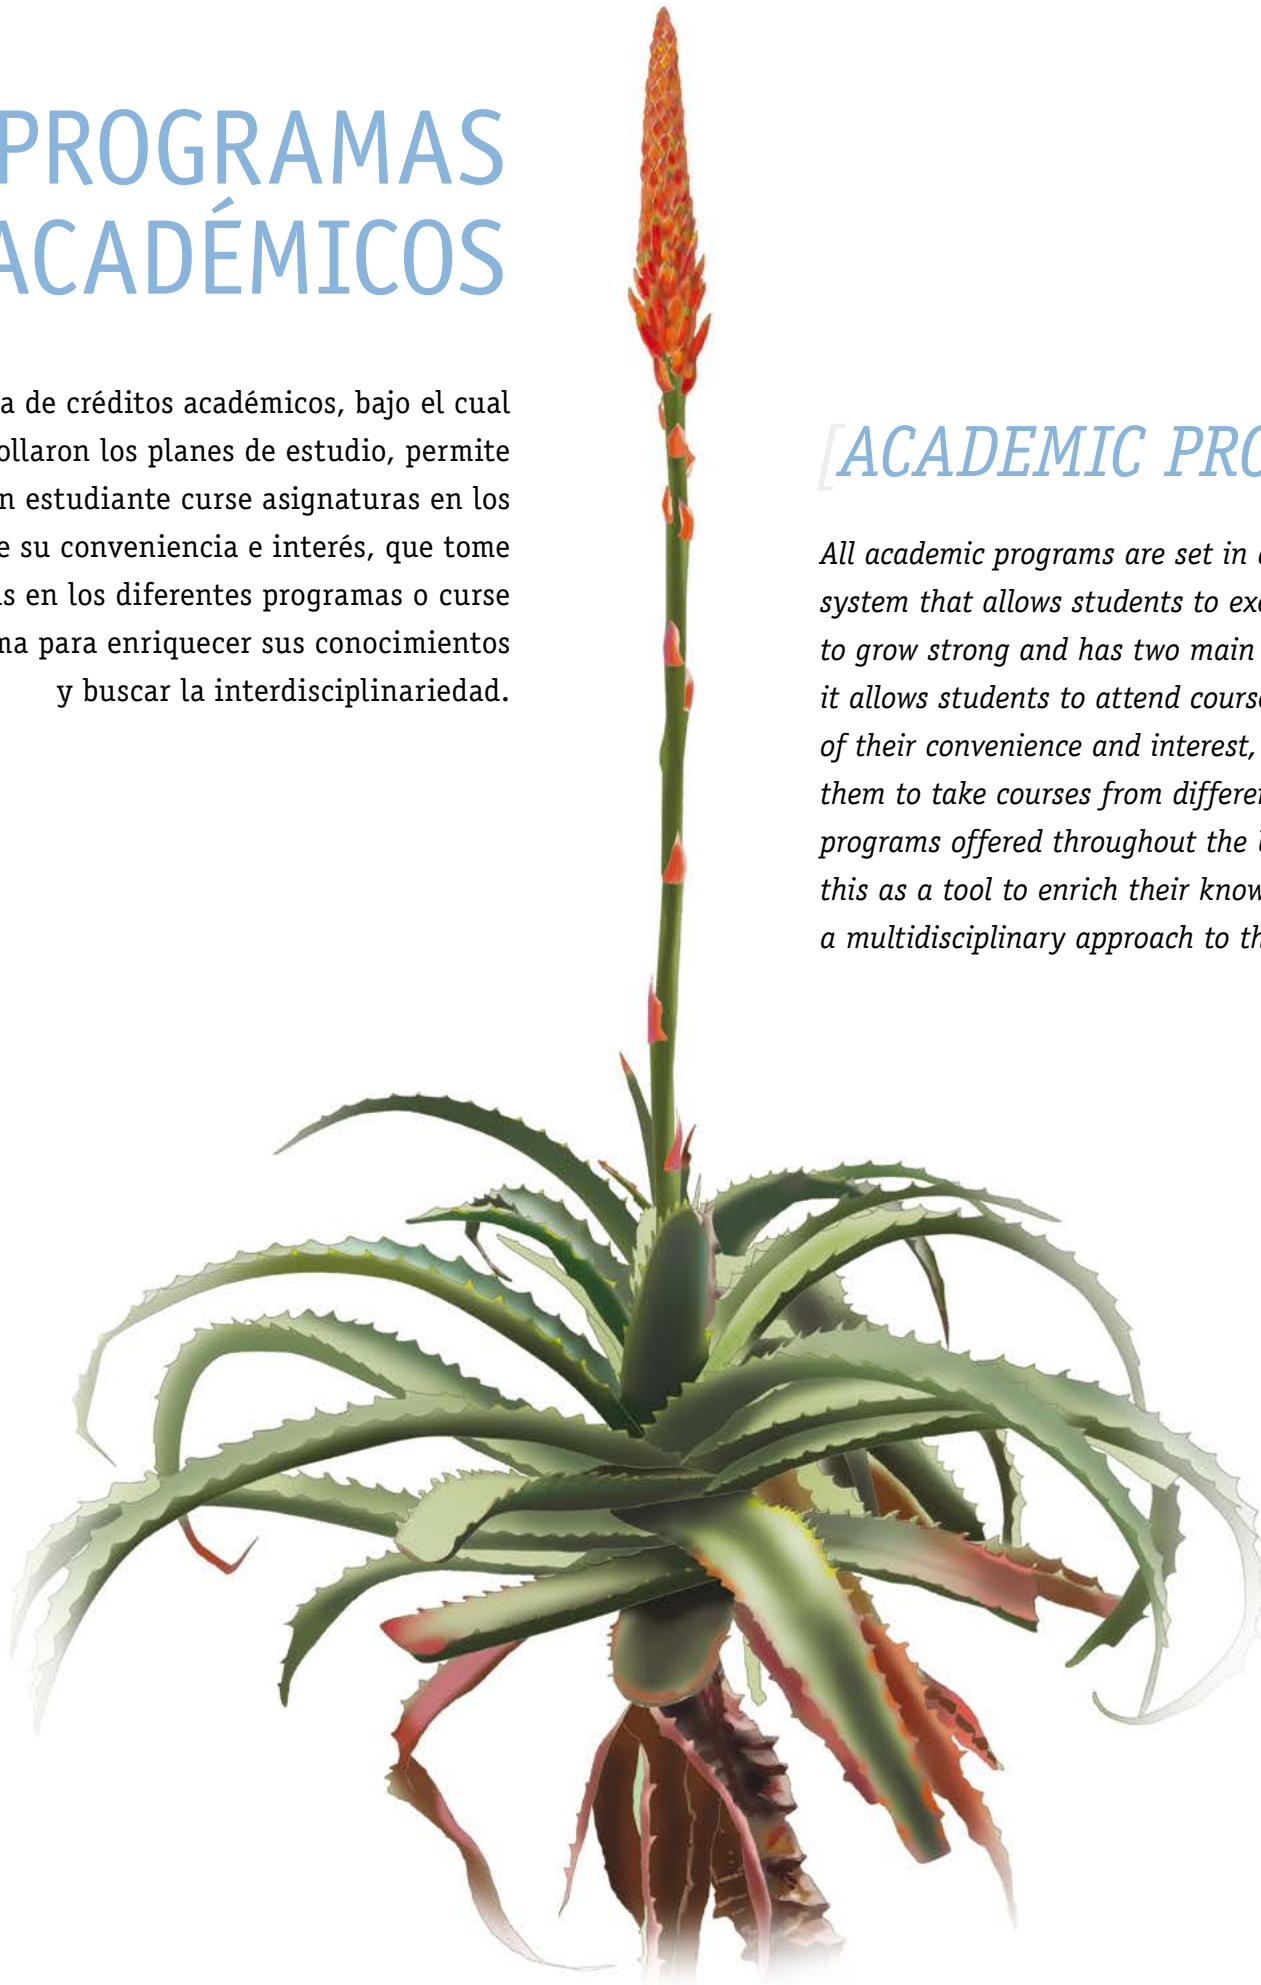 PROGRAMAS
ACADÉMICOS
a de créditos académicos, bajo el cual
ollaron los planes de estudio, permite
n estudiante curse asignaturas en los
e su conveniencia e interés, que tome
s en los diferentes programas o curse
ma para enriquecer sus conocimientos
y buscar la interdisciplinariedad.
[ACADEMIC PRO
All academic programs are set in
system that allows students to ex
to grow strong and has two main
it allows students to attend cours
of their convenience and interest,
them to take courses from differe
programs offered throughout the
this as a tool to enrich their know
a multidisciplinary approach to th